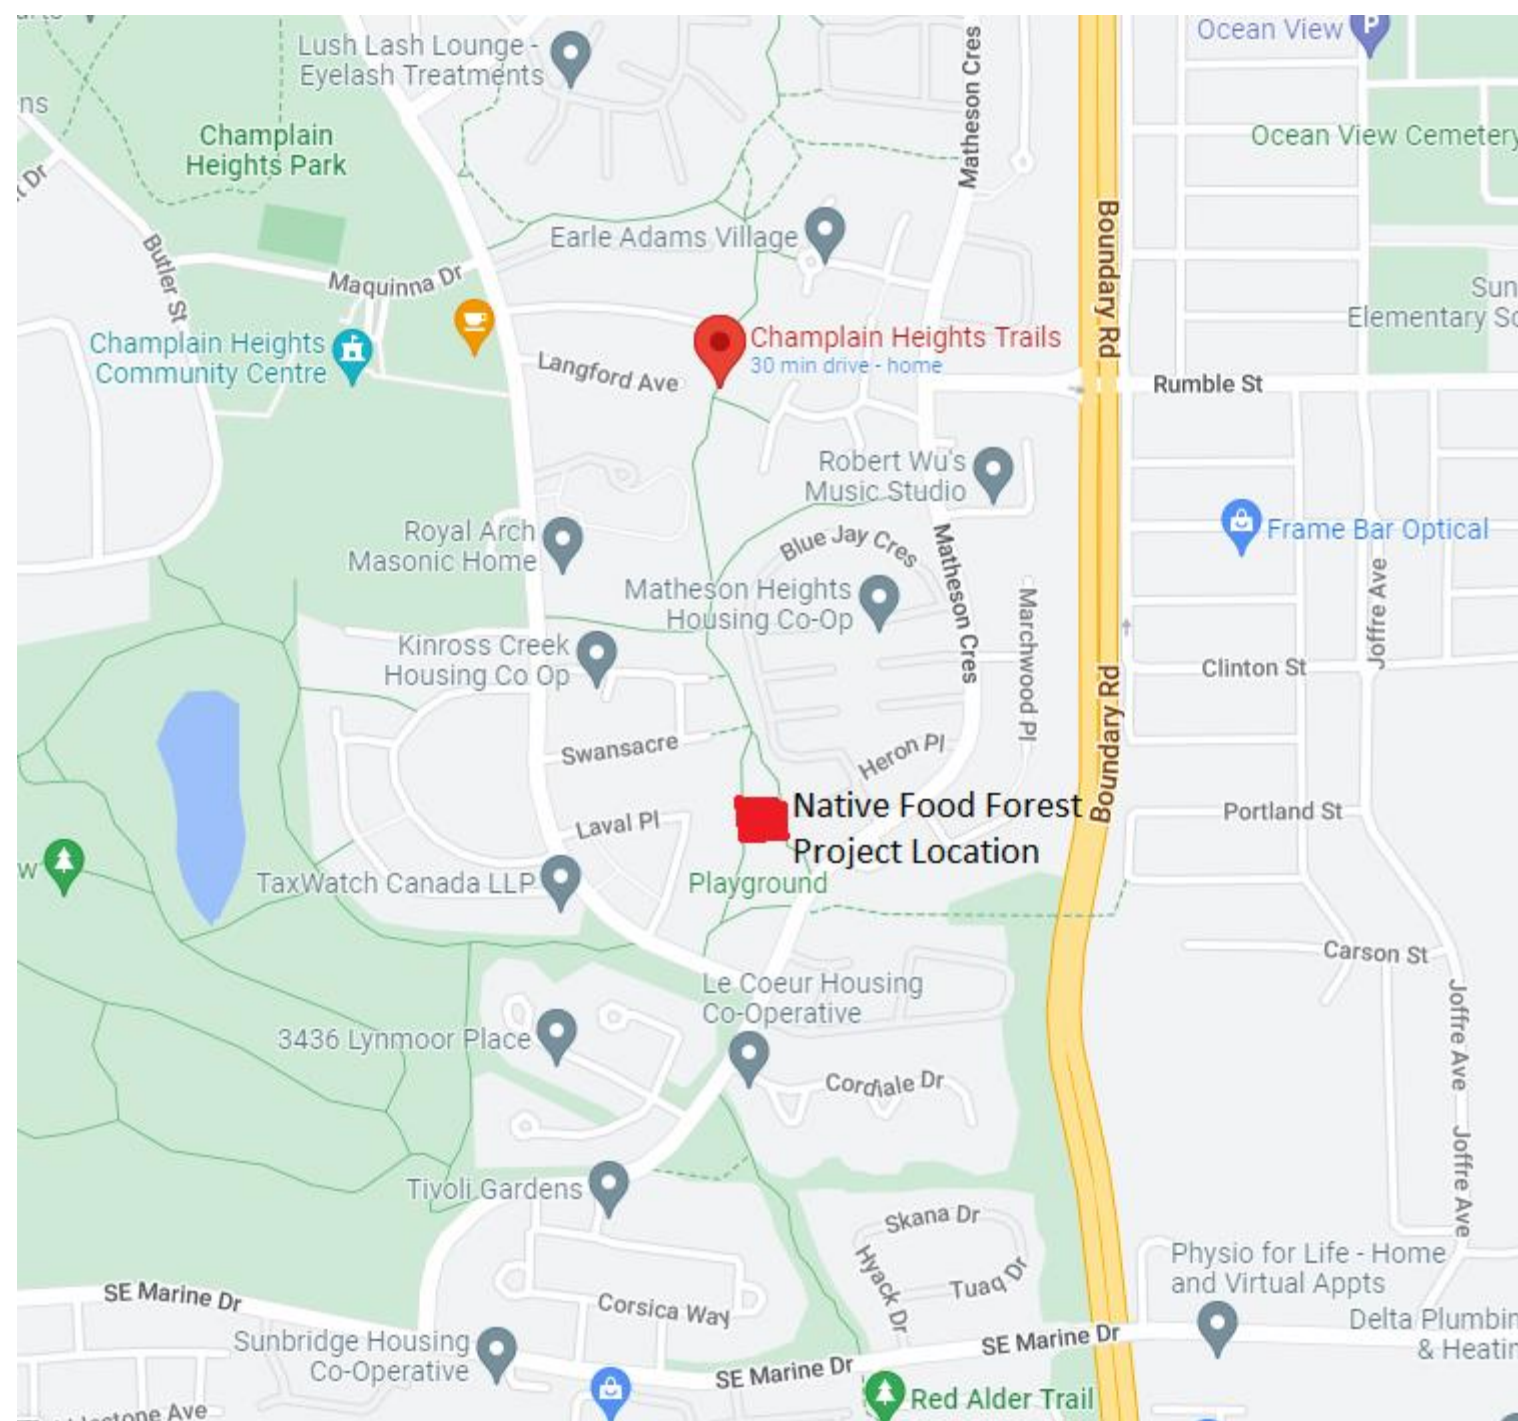 Lush Lash Lounge -
Eyelash Treatments
Ocean View
P
ns
Champlain
Heights Park
Matheson Cres
Ocean View Cemetery
Boundary Rd
Earle Adams Village
Butler St
Maquinna Dr
Sun
Elementary Sc
Champlain Heights
Community Centre
Champlain Heights Trails
30 min drive - home
Langford Ave
Rumble St
Robert Wu's
Music Studio
Royal Arch
Masonic Home
Blue Jay Cres
Matheson Cres
Frame Bar Optical
Joffre Ave
Matheson Heights
Housing Co-Op
Marchwood Pl
Kinross Creek
Housing Co Op
Clinton St
Boundary Rd
Swansacre
Heron Pl
Native Food Forest
Project Location
Portland St
Laval Pl
w
TaxWatch Canada LLP
Playground
Carson St
Le Coeur Housing
Co-Operative
Joffre Ave
3436 Lynmoor Place
Cordiale Dr
Joffre Ave
Tivoli Gardens
Skana Dr
Hyack Dr
Tuaq Dr
Physio for Life - Home
and Virtual Appts
SE Marine Dr
Corsica Way
Delta Plumbin
& Heatin
Sunbridge Housing
Co-Operative
SE Marine Dr
SE Marine Dr
Red Alder Trail